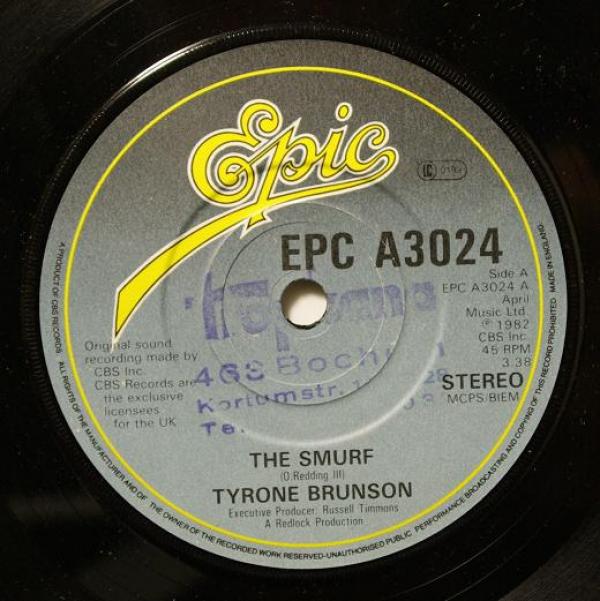 Epic
LC 0199
EPC A3024
Side A
EPC A3024 A
April
Music Ltd.
℗ 1982
CBS Inc.
45 RPM
3.38
STEREO
MCPS/BIEM
Original sound
recording made by
CBS Inc.
CBS Records are
the exclusive
licensees
for the UK
463 Bochum
Kortumstr.
Te.
THE SMURF
(O.Redding III)
TYRONE BRUNSON
Executive Producer: Russell Timmons
A Redlock Production
A PRODUCT OF CBS RECORDS. ALL RIGHTS OF THE MANUFACTURER AND OF THE OWNER OF THE RECORDED WORK RESERVED-UNAUTHORISED PUBLIC PERFORMANCE BROADCASTING AND COPYING OF THIS RECORD PROHIBITED. MADE IN ENGLAND.